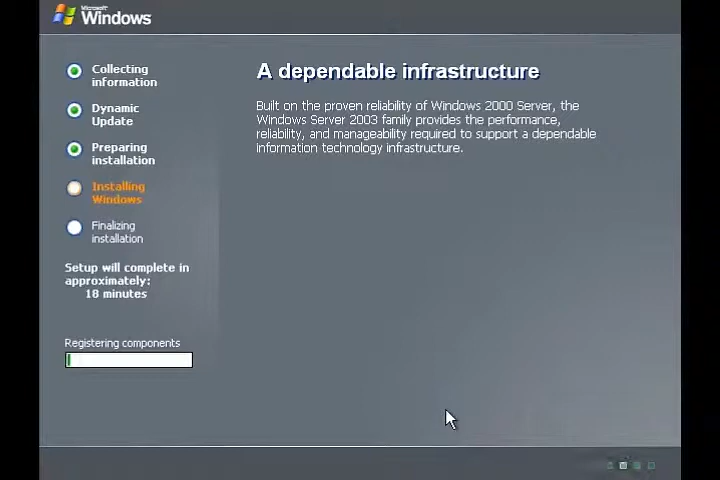 Microsoft
Windows
Collecting
information
Dynamic
Update
Preparing
installation
Installing
Windows
Finalizing
installation
Setup will complete in
approximately:
18 minutes
Registering components
A dependable infrastructure
Built on the proven reliability of Windows 2000 Server, the
Windows Server 2003 family provides the performance,
reliability, and manageability required to support a dependable
information technology infrastructure.